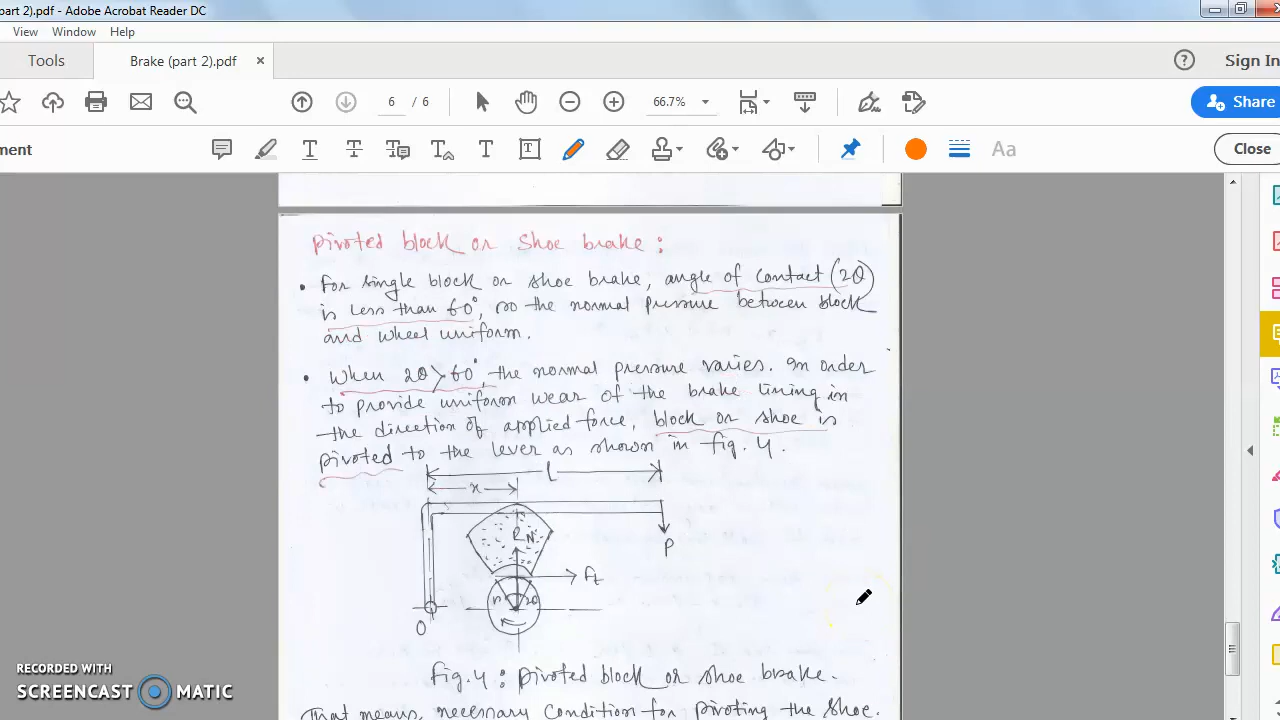 part 2).pdf - Adobe Acrobat Reader DC
View Window Help
Tools
Brake (part 2).pdf ×
Sign In
6 / 6
66.7%
Share
ment
Aa
Close
Pivoted block or shoe brake :
• For single block or shoe brake, angle of contact (2θ)
is less than 60°, so the normal pressure between block
and wheel uniform.
• When 2θ > 60°, the normal pressure varies. In order
to provide uniform wear of the brake lining in
the direction of applied force, block or shoe is
pivoted to the lever as shown in fig. 4.
l
x
RN
P
Ft
r
2θ
O
Fig. 4 : Pivoted block or shoe brake.
That means, necessary condition for pivoting the shoe.
RECORDED WITH
SCREENCAST MATIC